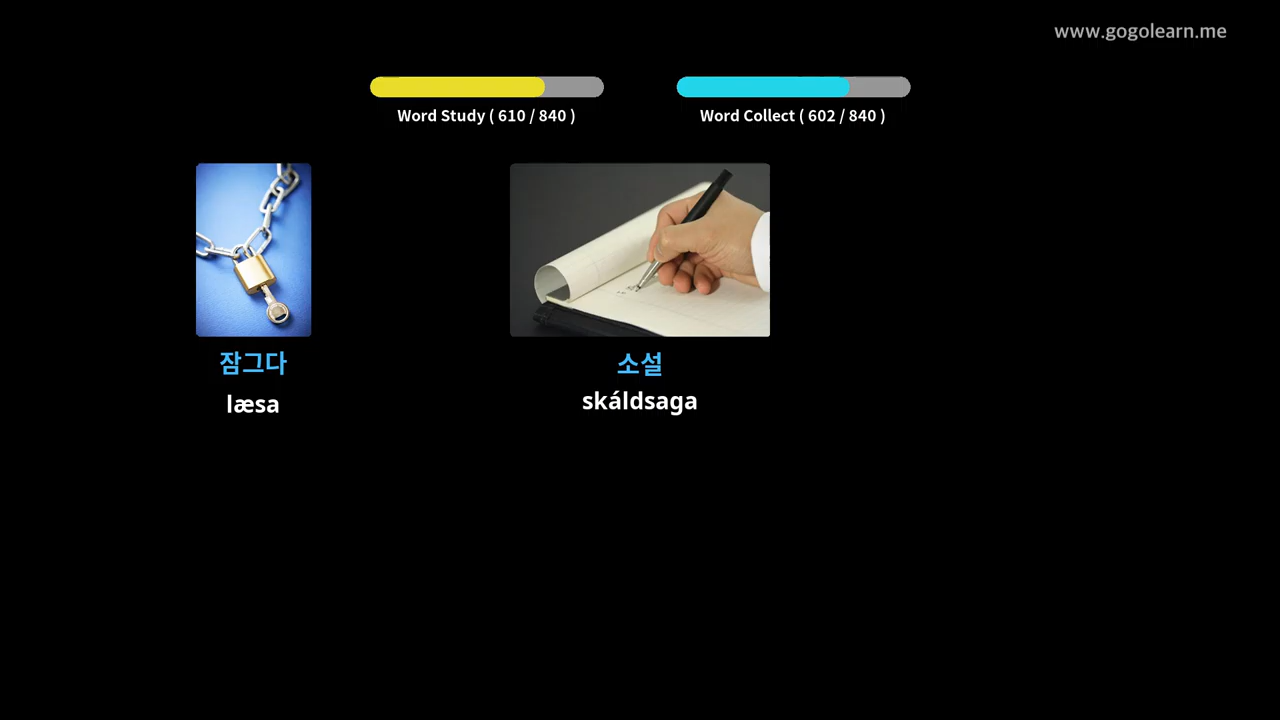 www.gogolearn.me
Word Study ( 610 / 840 )
Word Collect ( 602 / 840 )
잠그다
læsa
소설
skáldsaga